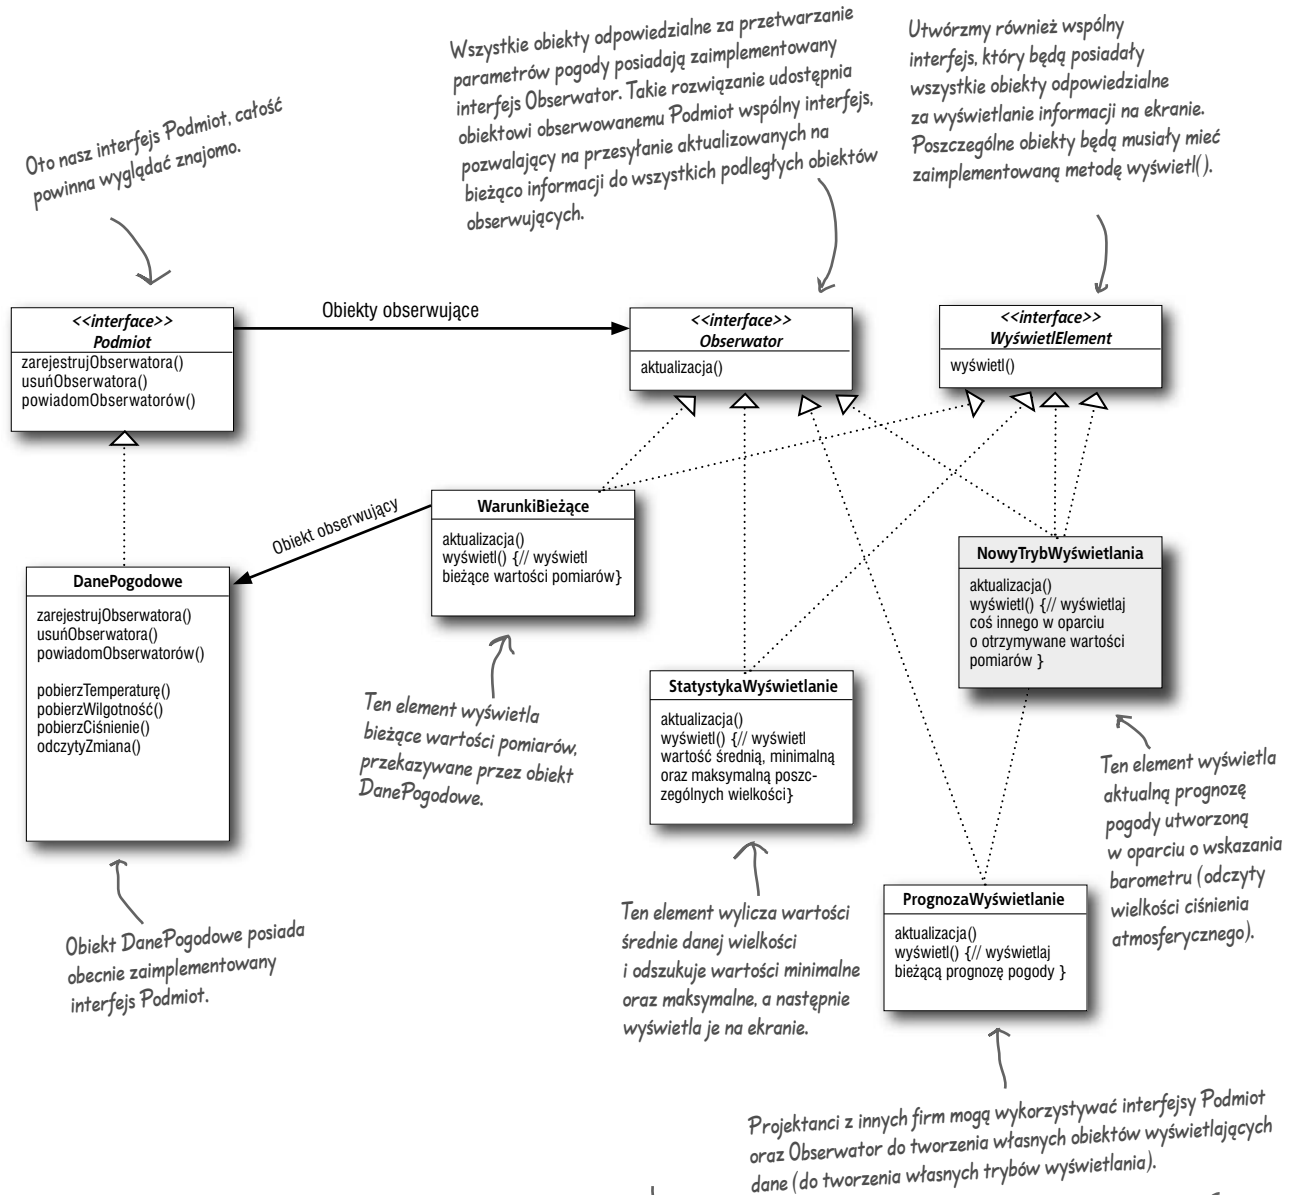 Oto nasz interfejs Podmiot, całość
powinna wyglądać znajomo.
Wszystkie obiekty odpowiedzialne za przetwarzanie
parametrów pogody posiadają zaimplementowany
interfejs Obserwator. Takie rozwiązanie udostępnia
obiektowi obserwowanemu Podmiot wspólny interfejs,
pozwalający na przesyłanie aktualizowanych na
bieżąco informacji do wszystkich podległych obiektów
obserwujących.
Utwórzmy również wspólny
interfejs, który będą posiadały
wszystkie obiekty odpowiedzialne
za wyświetlanie informacji na ekranie.
Poszczególne obiekty będą musiały mieć
zaimplementowaną metodę wyświetl().
<<interface>>
Podmiot
zarejestrujObserwatora()
usuńObserwatora()
powiadomObserwatorów()
Obiekty obserwujące
<<interface>>
Obserwator
aktualizacja()
<<interface>>
WyświetlElement
wyświetl()
Obiekt obserwujący
WarunkiBieżące
aktualizacja()
wyświetl() {// wyświetl
bieżące wartości pomiarów}
DanePogodowe
zarejestrujObserwatora()
usuńObserwatora()
powiadomObserwatorów()
pobierzTemperaturę()
pobierzWilgotność()
pobierzCiśnienie()
odczytyZmiana()
NowyTrybWyświetlania
aktualizacja()
wyświetl() {// wyświetlaj
coś innego w oparciu
o otrzymywane wartości
pomiarów }
StatystykaWyświetlanie
aktualizacja()
wyświetl() {// wyświetl
wartość średnią, minimalną
oraz maksymalną poszc-
zególnych wielkości}
Ten element wyświetla
bieżące wartości pomiarów,
przekazywane przez obiekt
DanePogodowe.
Ten element wyświetla
aktualną prognozę
pogody utworzoną
w oparciu o wskazania
barometru (odczyty
wielkości ciśnienia
atmosferycznego).
PrognozaWyświetlanie
aktualizacja()
wyświetl() {// wyświetlaj
bieżącą prognozę pogody }
Obiekt DanePogodowe posiada
obecnie zaimplementowany
interfejs Podmiot.
Ten element wylicza wartości
średnie danej wielkości
i odszukuje wartości minimalne
oraz maksymalne, a następnie
wyświetla je na ekranie.
Projektanci z innych firm mogą wykorzystywać interfejsy Podmiot
oraz Obserwator do tworzenia własnych obiektów wyświetlających
dane (do tworzenia własnych trybów wyświetlania).